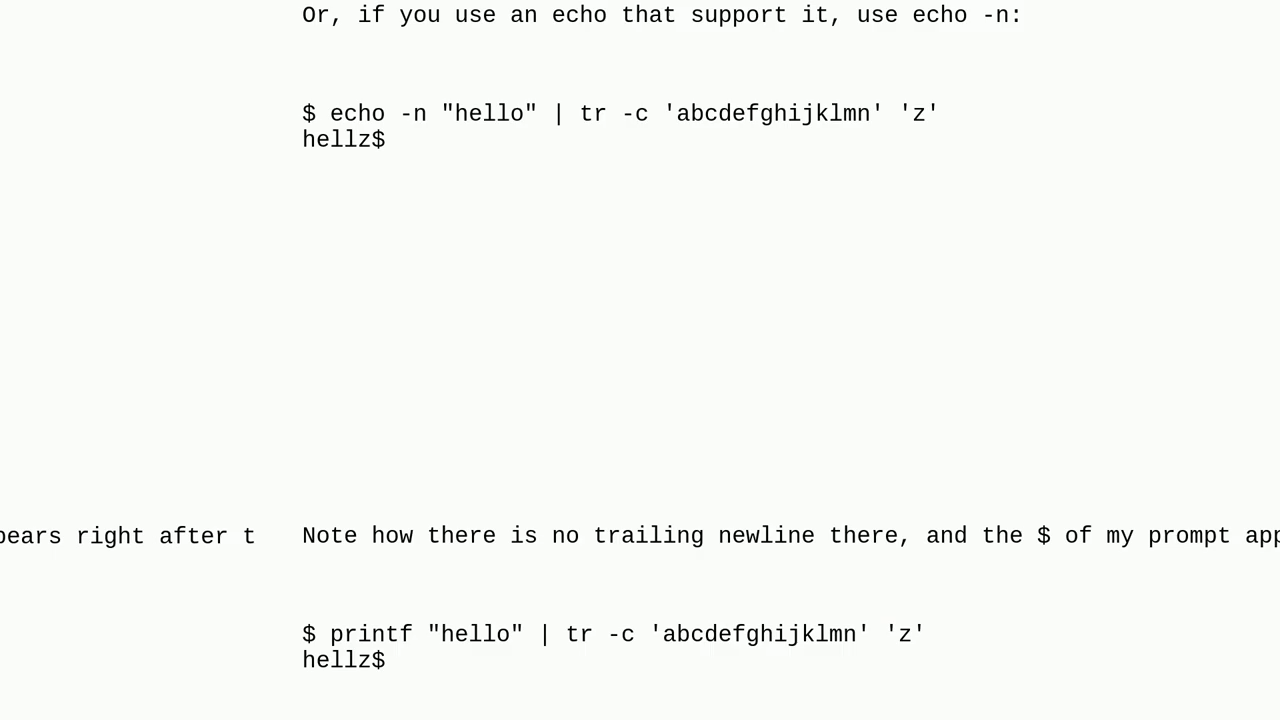 Or, if you use an echo that support it, use echo -n:
$ echo -n "hello" | tr -c 'abcdefghijklmn' 'z'
hellz$
Note how there is no trailing newline there, and the $ of my prompt app
pears right after t
$ printf "hello" | tr -c 'abcdefghijklmn' 'z'
hellz$